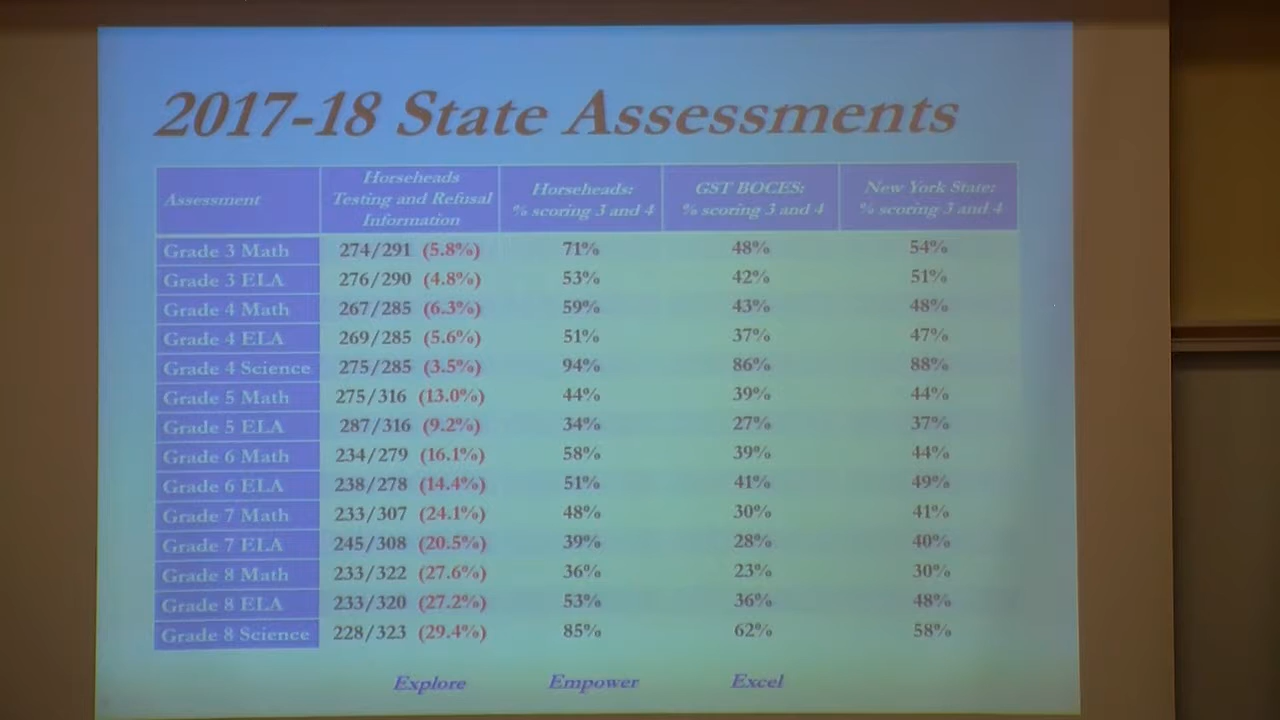 2017-18 State Assessments
Assessment
Horseheads
Testing and Refusal
Information
Horseheads:
% scoring 3 and 4
GST BOCES:
% scoring 3 and 4
New York State:
% scoring 3 and 4
Grade 3 Math 274/291 (5.8%) 71% 48% 54%
Grade 3 ELA 276/290 (4.8%) 53% 42% 51%
Grade 4 Math 267/285 (6.3%) 59% 43% 48%
Grade 4 ELA 269/285 (5.6%) 51% 37% 47%
Grade 4 Science 275/285 (3.5%) 94% 86% 88%
Grade 5 Math 275/316 (13.0%) 44% 39% 44%
Grade 5 ELA 287/316 (9.2%) 34% 27% 37%
Grade 6 Math 234/279 (16.1%) 58% 39% 44%
Grade 6 ELA 238/278 (14.4%) 51% 41% 49%
Grade 7 Math 233/307 (24.1%) 48% 30% 41%
Grade 7 ELA 245/308 (20.5%) 39% 28% 40%
Grade 8 Math 233/322 (27.6%) 36% 23% 30%
Grade 8 ELA 233/320 (27.2%) 53% 36% 48%
Grade 8 Science 228/323 (29.4%) 85% 62% 58%
Explore Empower Excel